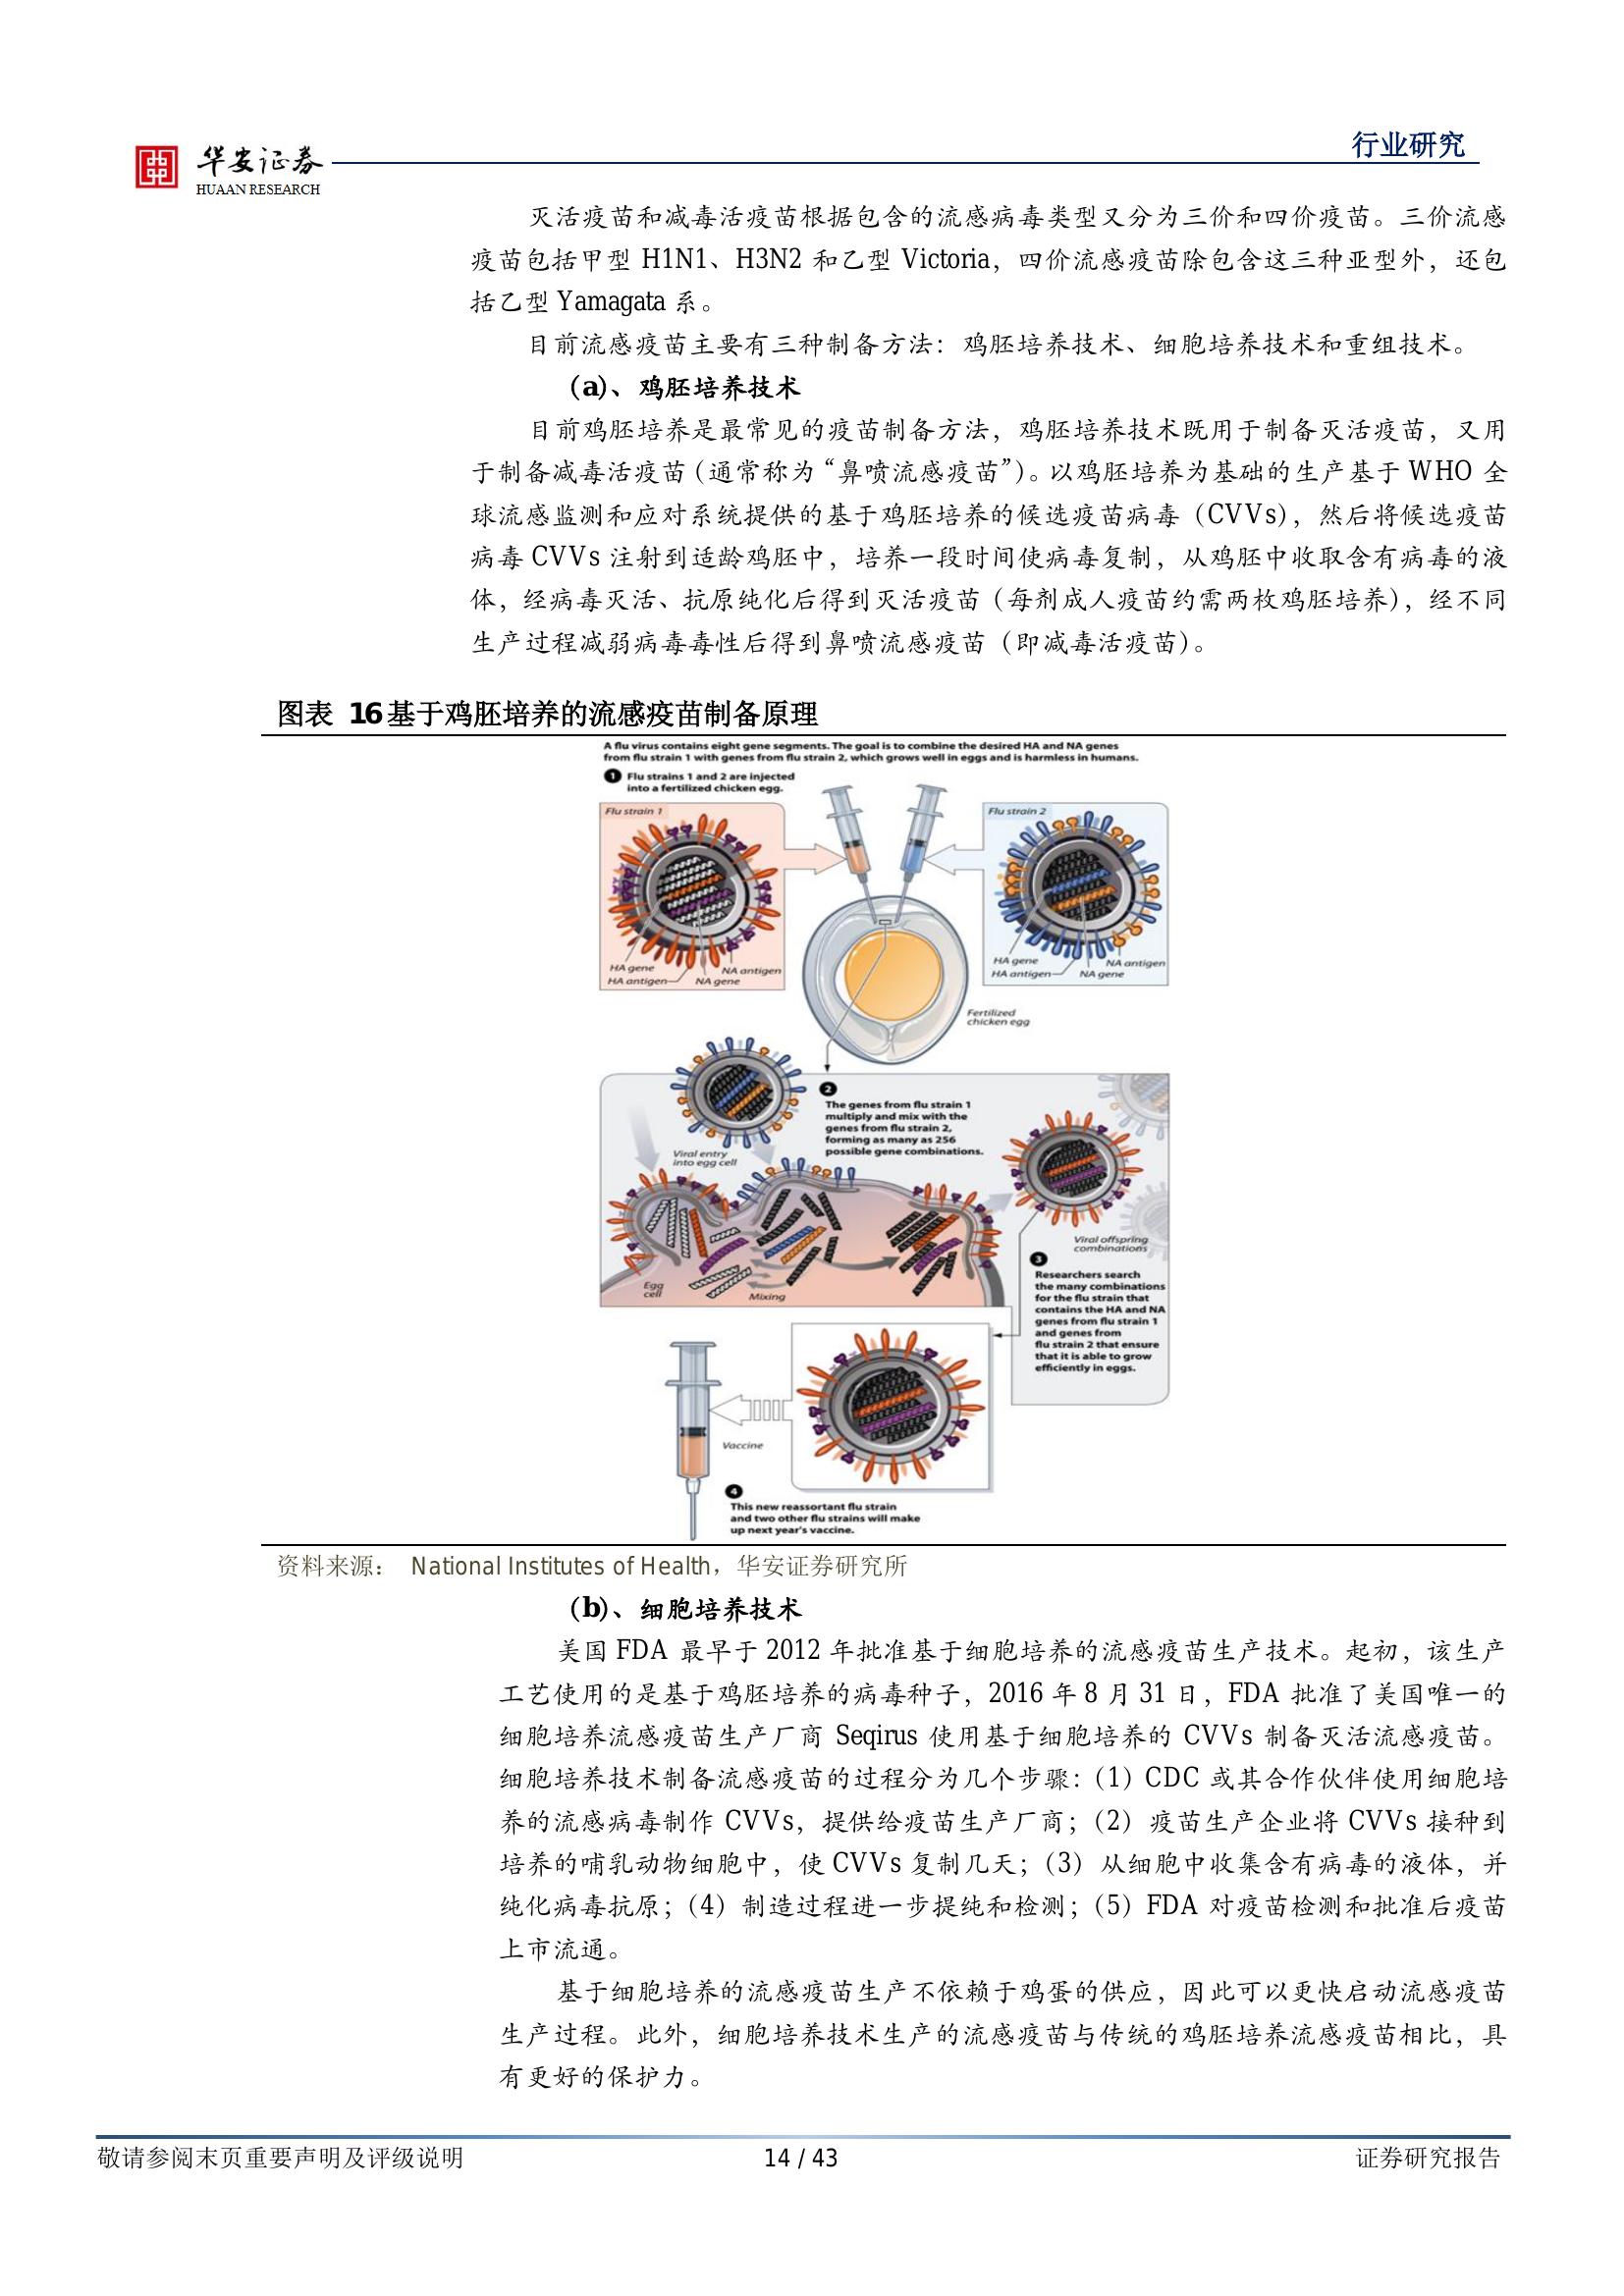 华安证券
HUAAN RESEARCH
行业研究
灭活疫苗和减毒活疫苗根据包含的流感病毒类型又分为三价和四价疫苗。三价流感
疫苗包括甲型 H1N1、H3N2 和乙型 Victoria，四价流感疫苗除包含这三种亚型外，还包
括乙型 Yamagata 系。
目前流感疫苗主要有三种制备方法：鸡胚培养技术、细胞培养技术和重组技术。
（a）、鸡胚培养技术
目前鸡胚培养是最常见的疫苗制备方法，鸡胚培养技术既用于制备灭活疫苗，又用
于制备减毒活疫苗（通常称为“鼻喷流感疫苗”）。以鸡胚培养为基础的生产基于 WHO 全
球流感监测和应对系统提供的基于鸡胚培养的候选疫苗病毒（CVVs），然后将候选疫苗
病毒 CVVs 注射到适龄鸡胚中，培养一段时间使病毒复制，从鸡胚中收取含有病毒的液
体，经病毒灭活、抗原纯化后得到灭活疫苗（每剂成人疫苗约需两枚鸡胚培养），经不同
生产过程减弱病毒毒性后得到鼻喷流感疫苗（即减毒活疫苗）。
图表 16 基于鸡胚培养的流感疫苗制备原理
A flu virus contains eight gene segments. The goal is to combine the desired HA and NA genes
from flu strain 1 with genes from flu strain 2, which grows well in eggs and is harmless in humans.
1 Flu strains 1 and 2 are injected
into a fertilized chicken egg.
Flu strain 1
Flu strain 2
HA gene
NA antigen
HA antigen
NA gene
HA gene
NA antigen
HA antigen
NA gene
Fertilized
chicken egg
2
The genes from flu strain 1
multiply and mix with the
genes from flu strain 2,
forming as many as 256
possible gene combinations.
Viral entry
into egg cell
Viral offspring
combinations
Egg
cell
Mixing
3
Researchers search
the many combinations
for the flu strain that
contains the HA and NA
genes from flu strain 1
and genes from
flu strain 2 that ensure
that it is able to grow
efficiently in eggs.
Vaccine
4
This new reassortant flu strain
and two other flu strains will make
up next year's vaccine.
资料来源： National Institutes of Health，华安证券研究所
（b）、细胞培养技术
美国 FDA 最早于 2012 年批准基于细胞培养的流感疫苗生产技术。起初，该生产
工艺使用的是基于鸡胚培养的病毒种子，2016 年 8 月 31 日，FDA 批准了美国唯一的
细胞培养流感疫苗生产厂商 Seqirus 使用基于细胞培养的 CVVs 制备灭活流感疫苗。
细胞培养技术制备流感疫苗的过程分为几个步骤：（1）CDC 或其合作伙伴使用细胞培
养的流感病毒制作 CVVs，提供给疫苗生产厂商；（2）疫苗生产企业将 CVVs 接种到
培养的哺乳动物细胞中，使 CVVs 复制几天；（3）从细胞中收集含有病毒的液体，并
纯化病毒抗原；（4）制造过程进一步提纯和检测；（5）FDA 对疫苗检测和批准后疫苗
上市流通。
基于细胞培养的流感疫苗生产不依赖于鸡蛋的供应，因此可以更快启动流感疫苗
生产过程。此外，细胞培养技术生产的流感疫苗与传统的鸡胚培养流感疫苗相比，具
有更好的保护力。
敬请参阅末页重要声明及评级说明
14 / 43
证券研究报告